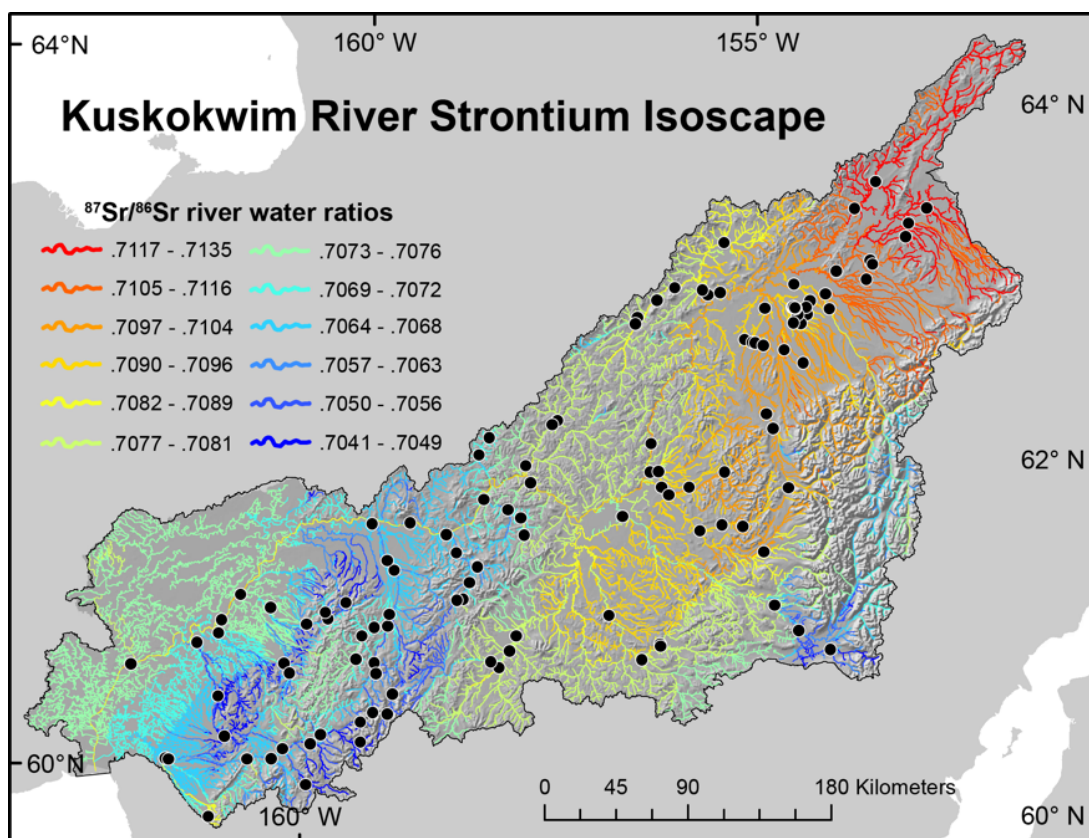 64°N
160° W
155° W
64° N
Kuskokwim River Strontium Isoscape
⁸⁷Sr/⁸⁶Sr river water ratios
.7117 - .7135
.7105 - .7116
.7097 - .7104
.7090 - .7096
.7082 - .7089
.7077 - .7081
.7073 - .7076
.7069 - .7072
.7064 - .7068
.7057 - .7063
.7050 - .7056
.7041 - .7049
62° N
60°N
0 45 90 180 Kilometers
160° W
60° N